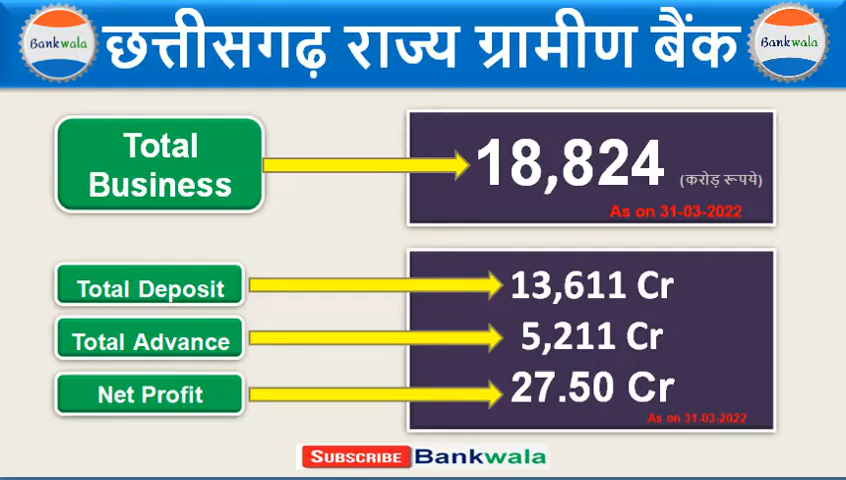 Bankwala
छत्तीसगढ़ राज्य ग्रामीण बैंक
Bankwala
Total
Business
18,824 (करोड़ रूपये)
As on 31-03-2022
Total Deposit
13,611 Cr
Total Advance
5,211 Cr
Net Profit
27.50 Cr
As on 31-03-2022
SUBSCRIBE Bankwala